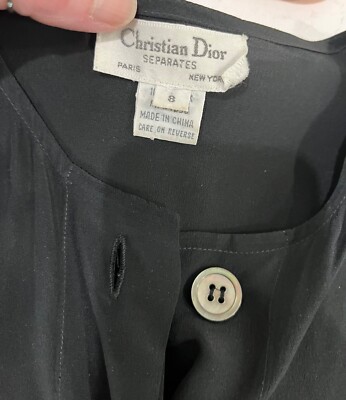 Christian Dior
SEPARATES
PARIS NEW YORK
8
MADE IN CHINA
CARE ON REVERSE